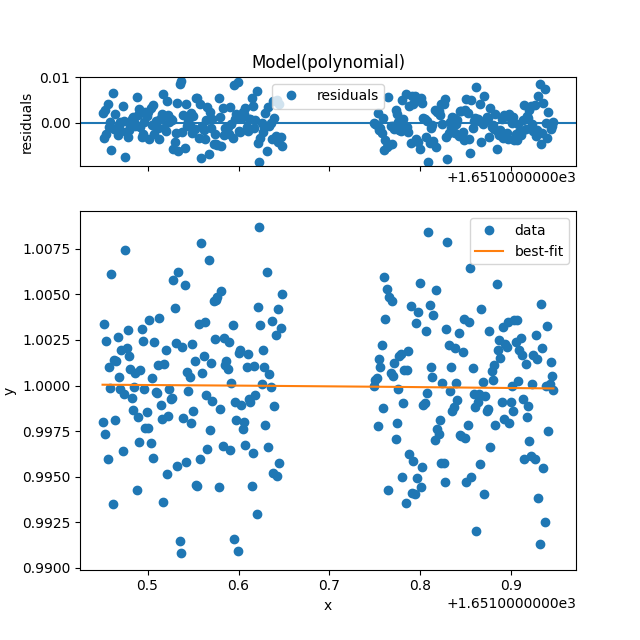 Model(polynomial)
0.01
0.00
residuals
residuals
+1.6510000000e3
1.0075
1.0050
1.0025
1.0000
0.9975
0.9950
0.9925
0.9900
y
data
best-fit
0.5 0.6 0.7 0.8 0.9
x
+1.6510000000e3